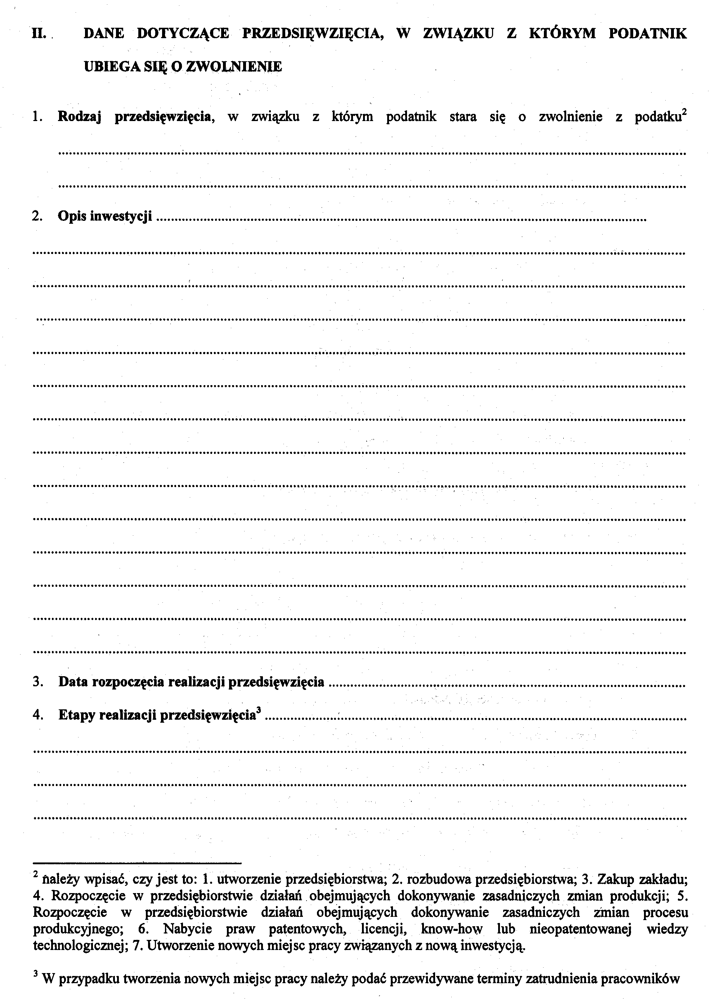 II. DANE DOTYCZĄCE PRZEDSIĘWZIĘCIA, W ZWIĄZKU Z KTÓRYM PODATNIK
UBIEGA SIĘ O ZWOLNIENIE
1. Rodzaj przedsięwzięcia, w związku z którym podatnik stara się o zwolnienie z podatku²
2. Opis inwestycji
3. Data rozpoczęcia realizacji przedsięwzięcia
4. Etapy realizacji przedsięwzięcia³
² należy wpisać, czy jest to: 1. utworzenie przedsiębiorstwa; 2. rozbudowa przedsiębiorstwa; 3. Zakup zakładu;
4. Rozpoczęcie w przedsiębiorstwie działań obejmujących dokonywanie zasadniczych zmian produkcji; 5.
Rozpoczęcie w przedsiębiorstwie działań obejmujących dokonywanie zasadniczych zmian procesu
produkcyjnego; 6. Nabycie praw patentowych, licencji, know-how lub nieopatentowanej wiedzy
technologicznej; 7. Utworzenie nowych miejsc pracy związanych z nową inwestycją.
³ W przypadku tworzenia nowych miejsc pracy należy podać przewidywane terminy zatrudnienia pracowników